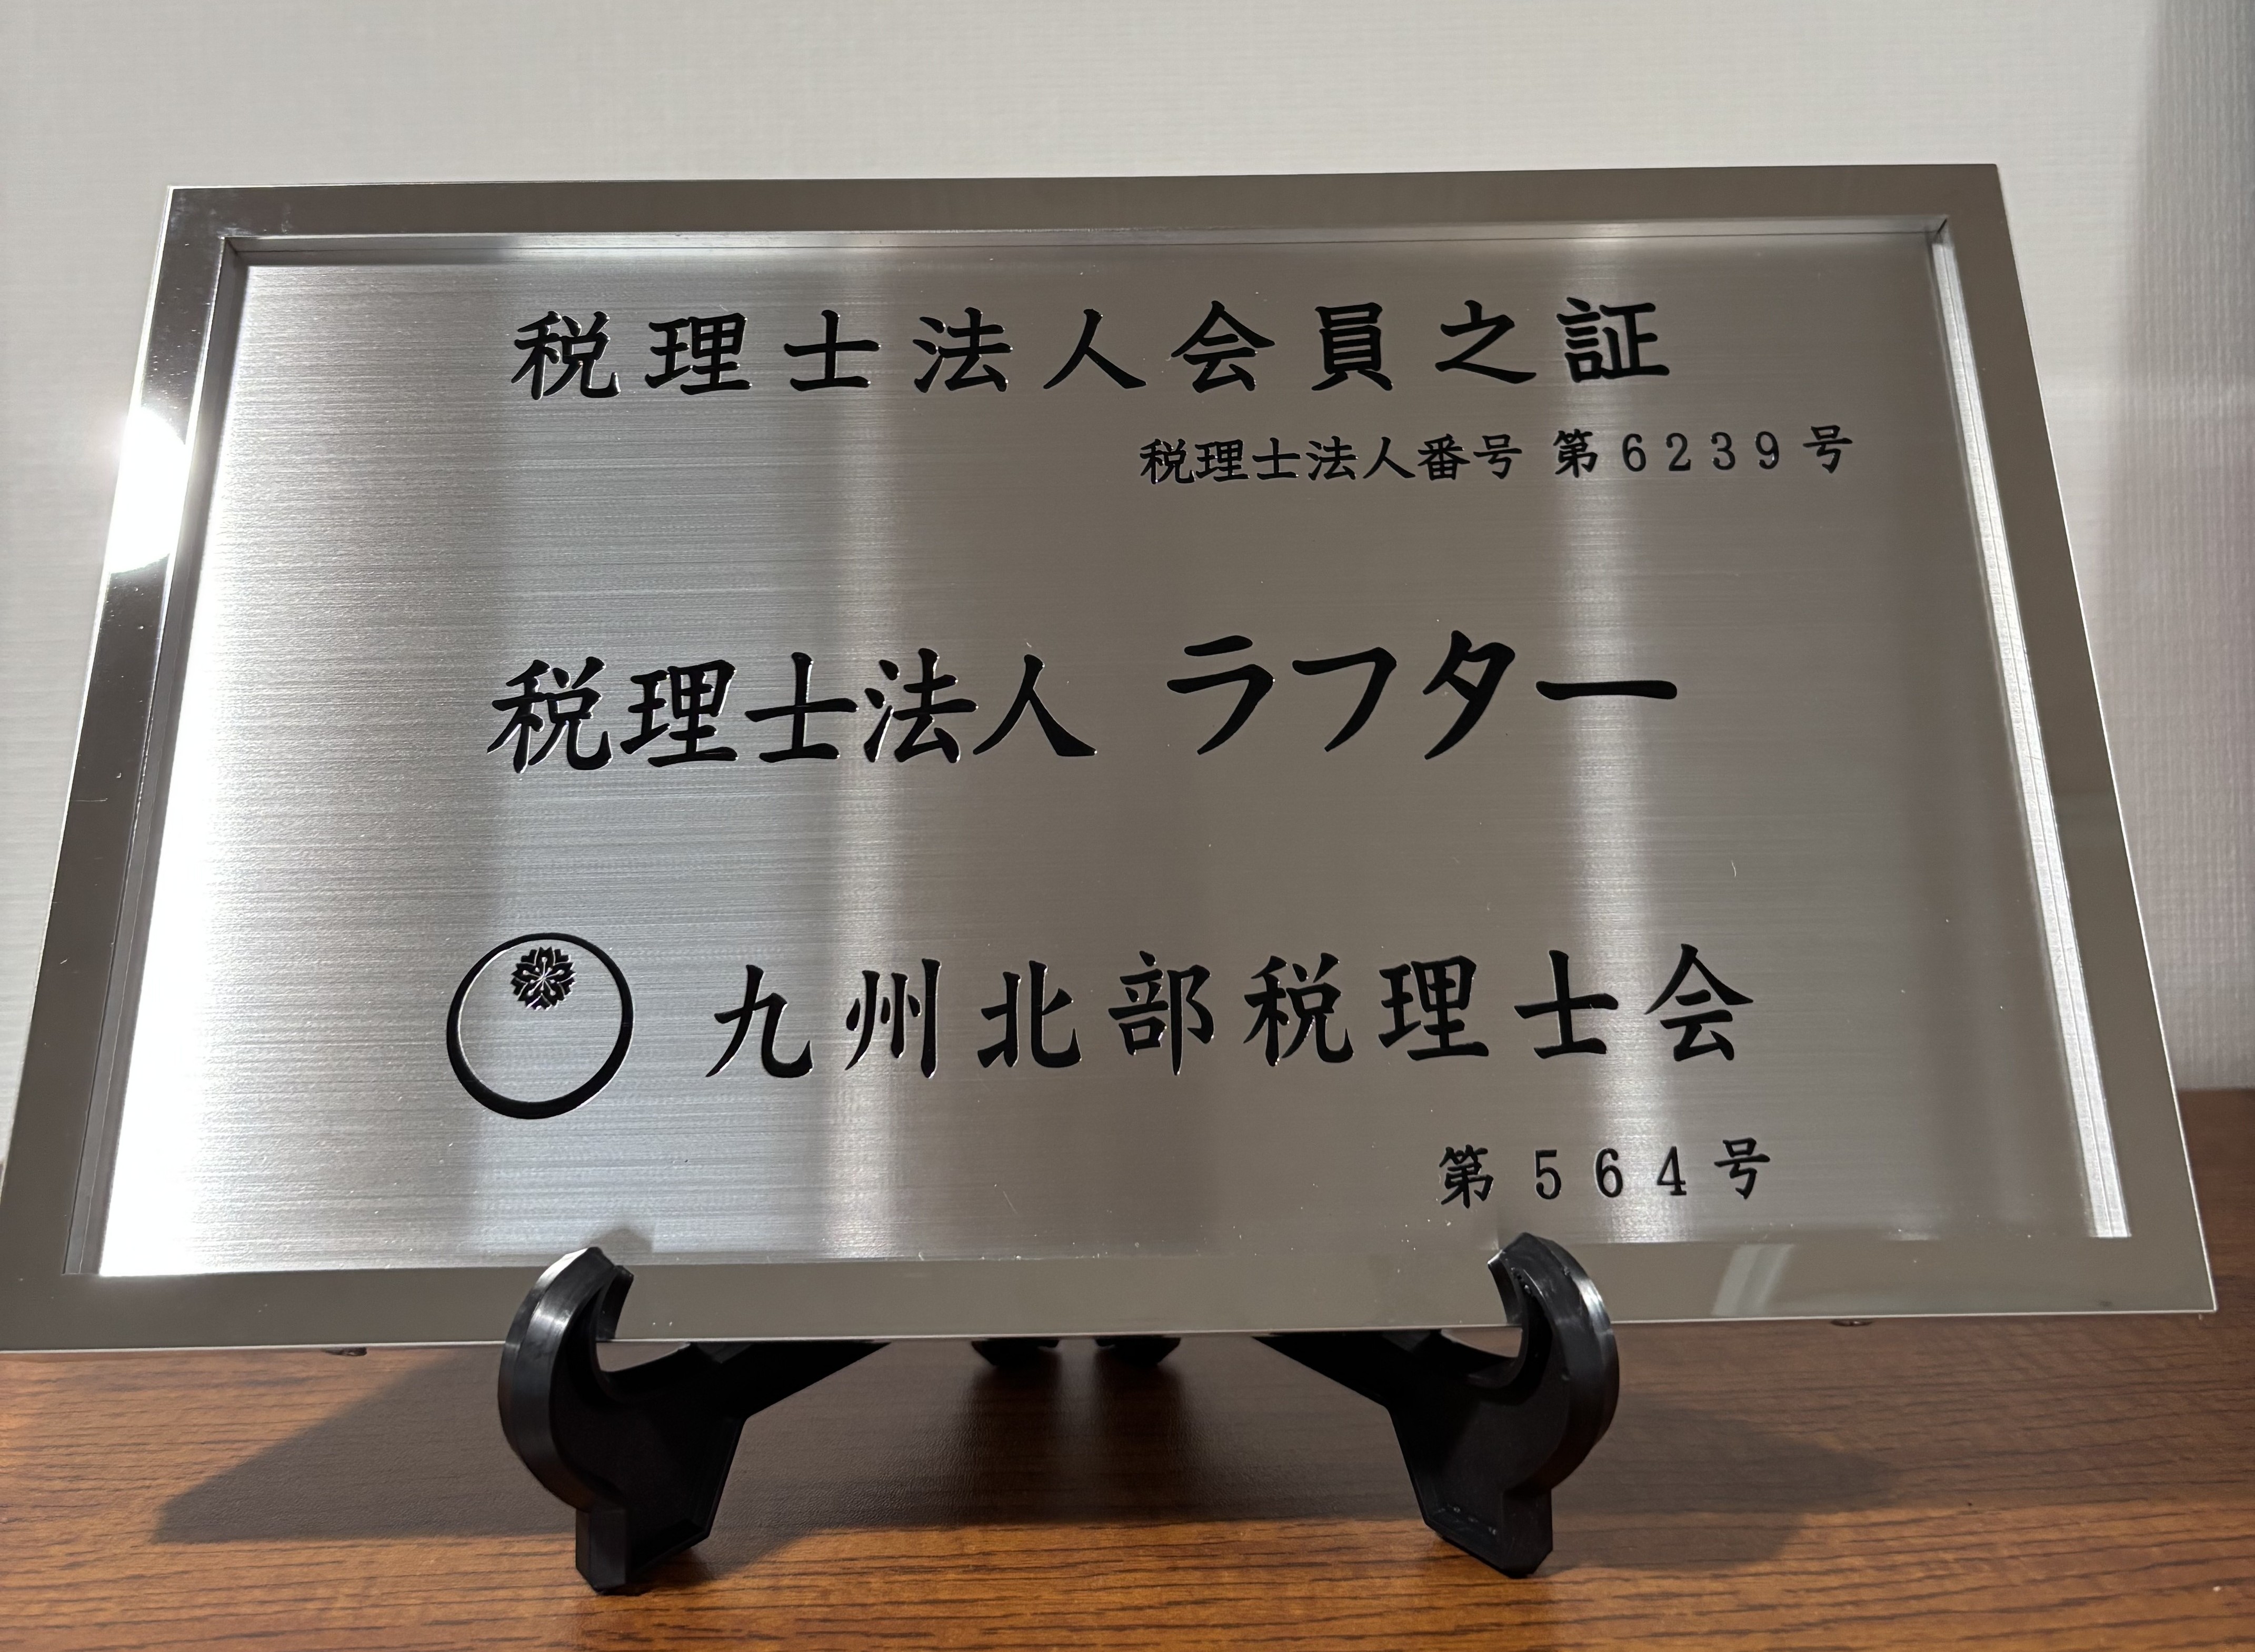 税理士法人会員之証
税理士法人番号 第6239号
税理士法人 ラフター
九州北部税理士会
第564号